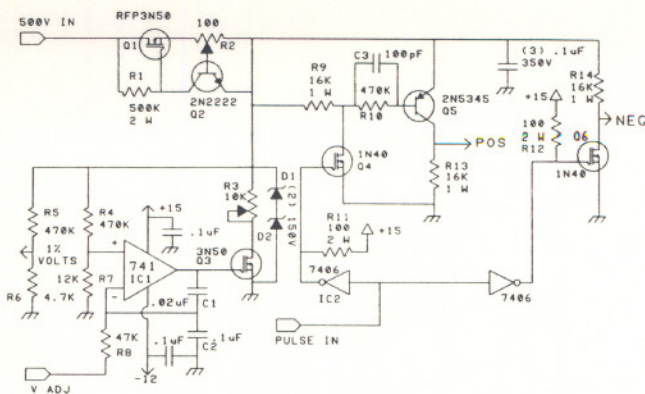 500V IN
RFP3N50
Q1
100
R2
R1
500K
2 W
2N2222
Q2
R9
16K
1 W
C3
100pF
470K
R10
2N5345
Q5
(3) .1uF
350V
R14
16K
1 W
+15
NEG
100
2 W
R12
Q6
1N40
POS
1N40
Q4
R13
16K
1 W
R3
10K
D1
(2) 150V
D2
R5
470K
R4
470K
+15
.1uF
1%
VOLTS
+
741
IC1
-
3N50
Q3
R11
100
2 W
+15
R6
12K
R7
4.7K
.02uF
C1
7406
IC2
7406
47K
R8
.1uF
.1uF
C2
PULSE IN
-12
V ADJ